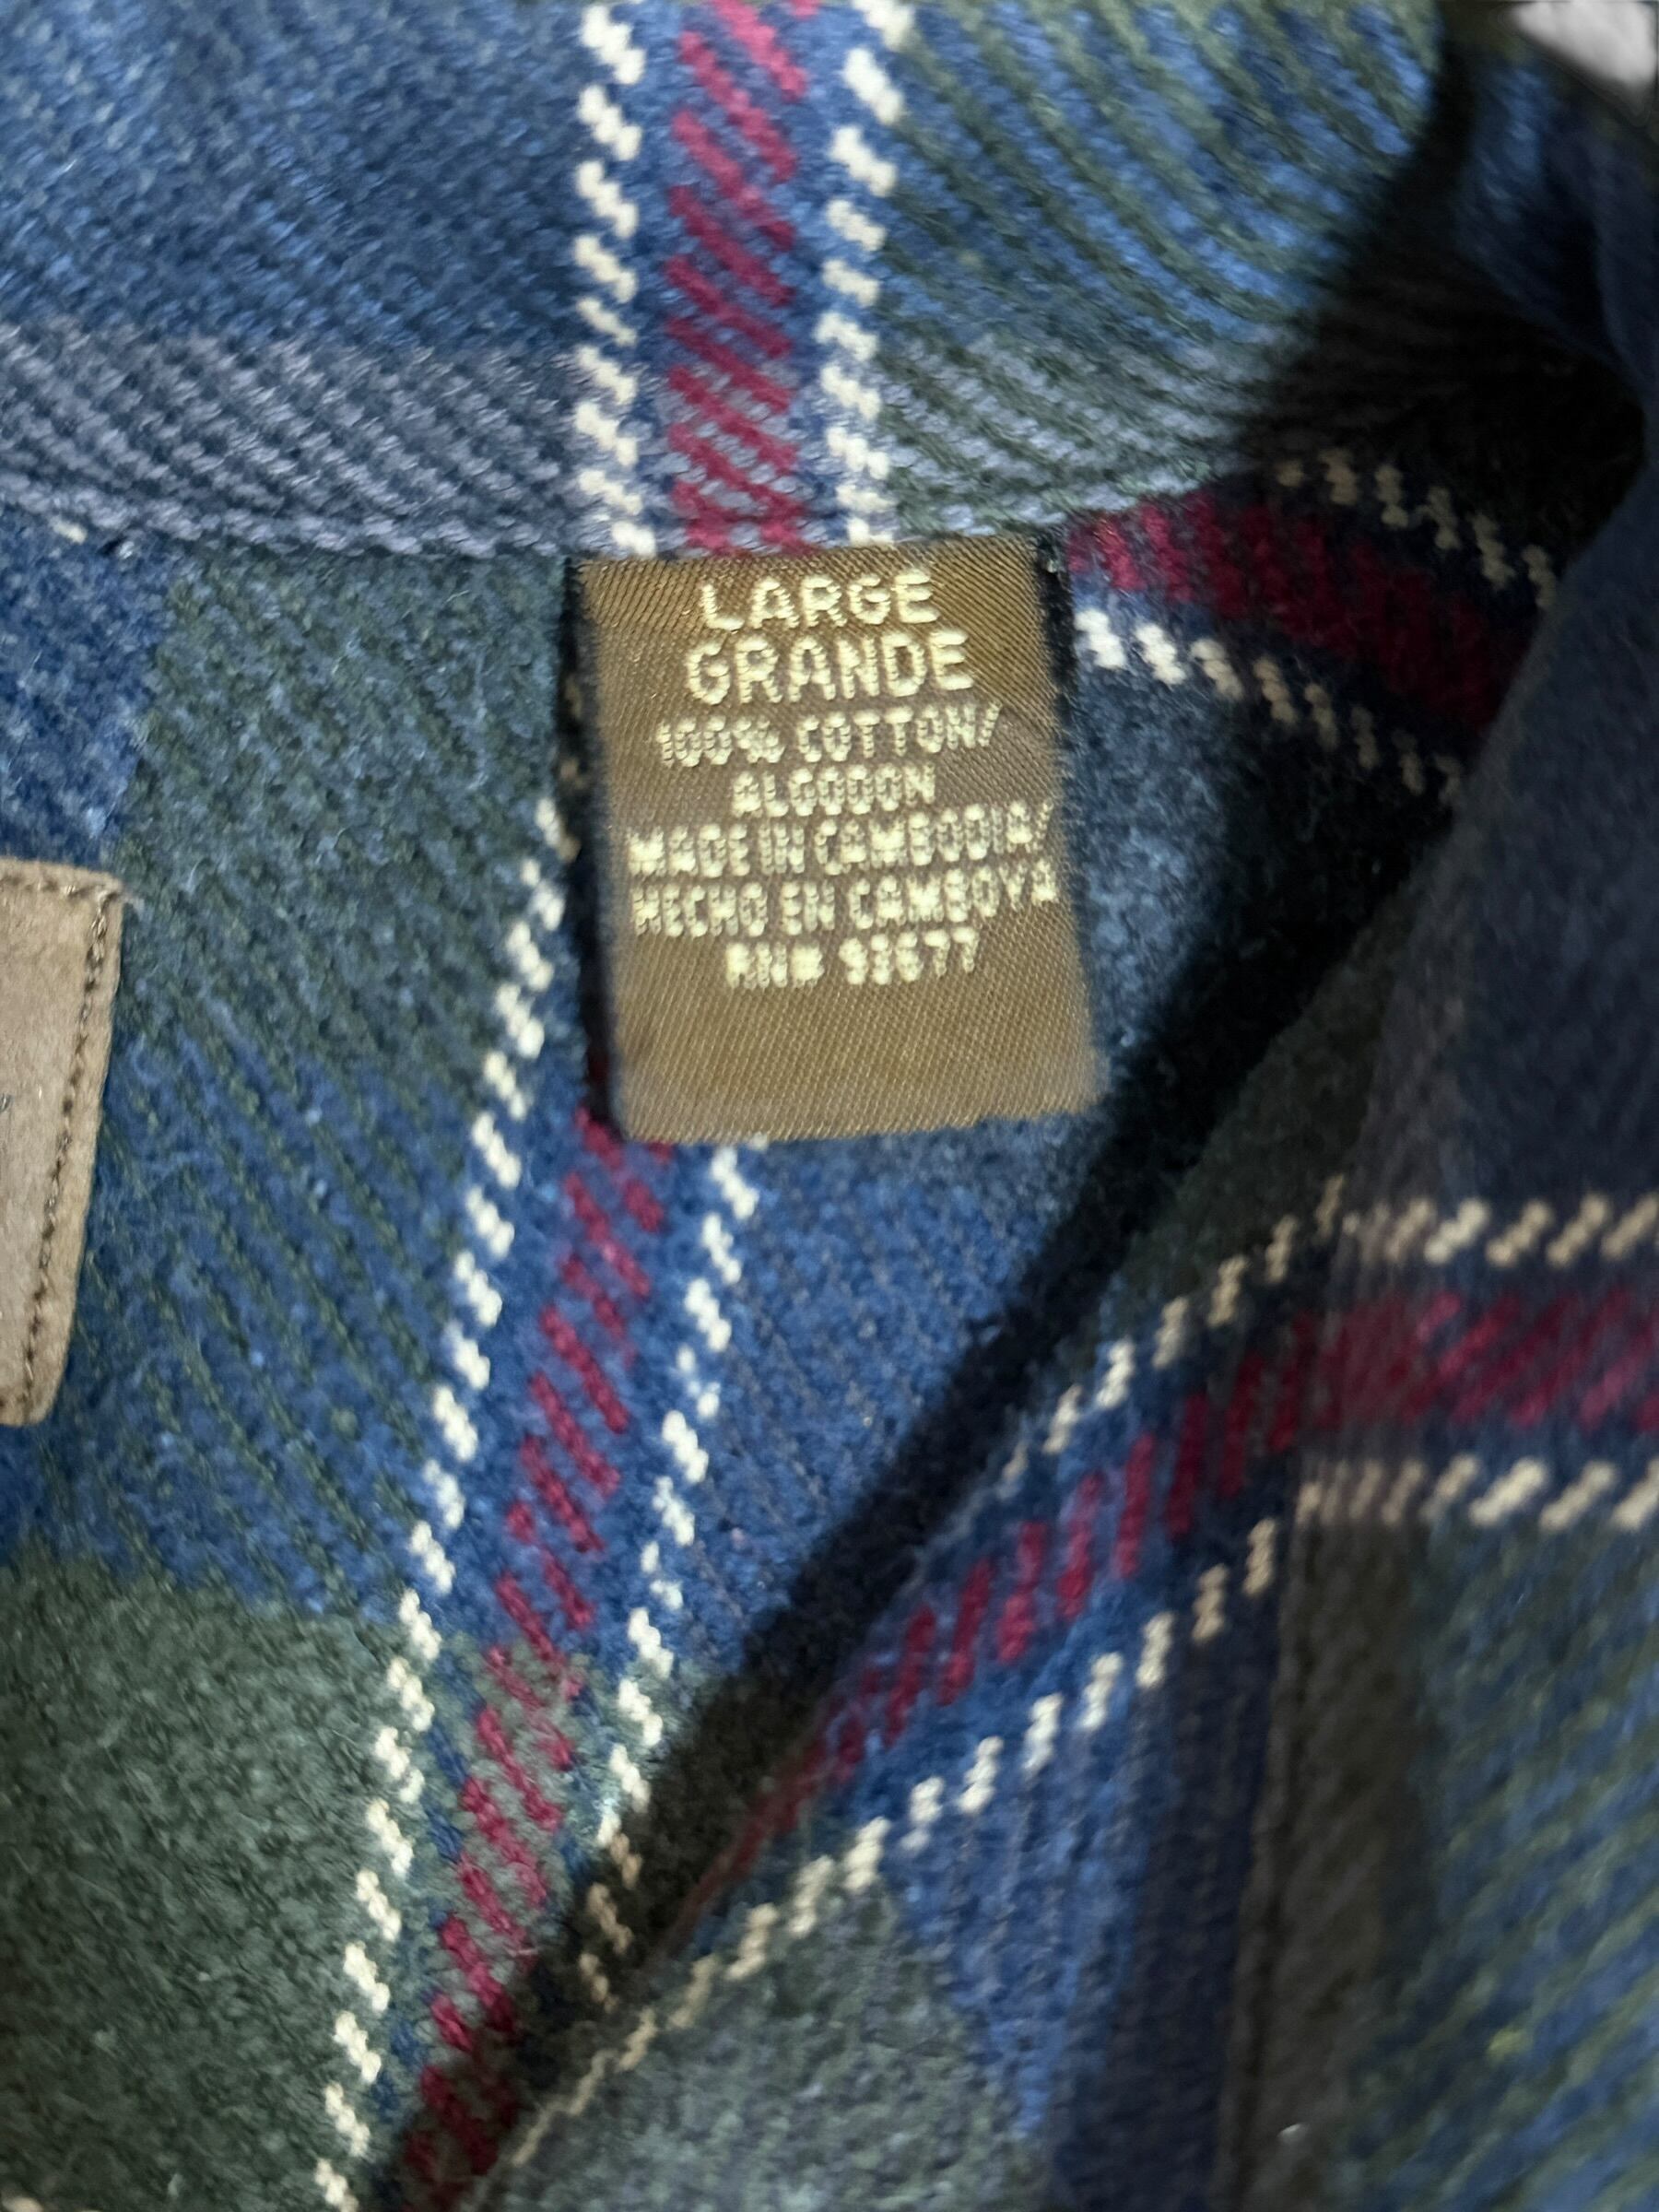 LARGE
GRANDE
100% COTTON/
ALGODON
MADE IN CAMBODIA/
HECHO EN CAMBOYA
RN# 93677